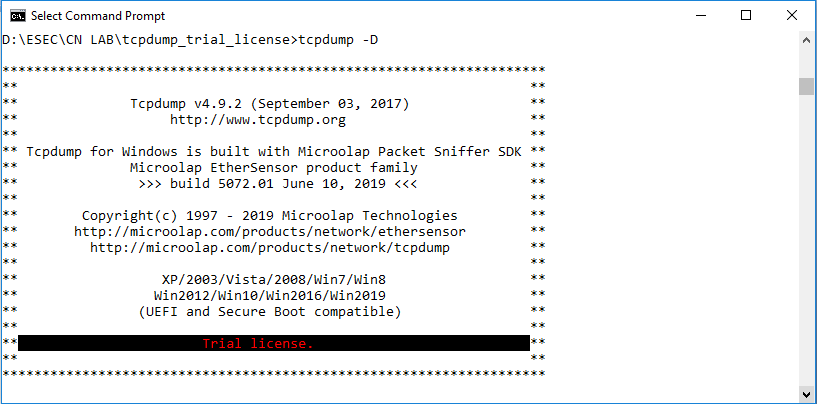 Select Command Prompt
D:\ESEC\CN LAB\tcpdump_trial_license>tcpdump -D
********************************************************************
**                                                                **
**              Tcpdump v4.9.2 (September 03, 2017)               **
**                   http://www.tcpdump.org                       **
**                                                                **
** Tcpdump for Windows is built with Microolap Packet Sniffer SDK **
**              Microolap EtherSensor product family              **
**               >>> build 5072.01 June 10, 2019 <<<              **
**                                                                **
**        Copyright(c) 1997 - 2019 Microolap Technologies         **
**       http://microolap.com/products/network/ethersensor        **
**         http://microolap.com/products/network/tcpdump          **
**                                                                **
**                  XP/2003/Vista/2008/Win7/Win8                  **
**                 Win2012/Win10/Win2016/Win2019                  **
**               (UEFI and Secure Boot compatible)                **
**                                                                **
**                       Trial license.                           **
**                                                                **
********************************************************************